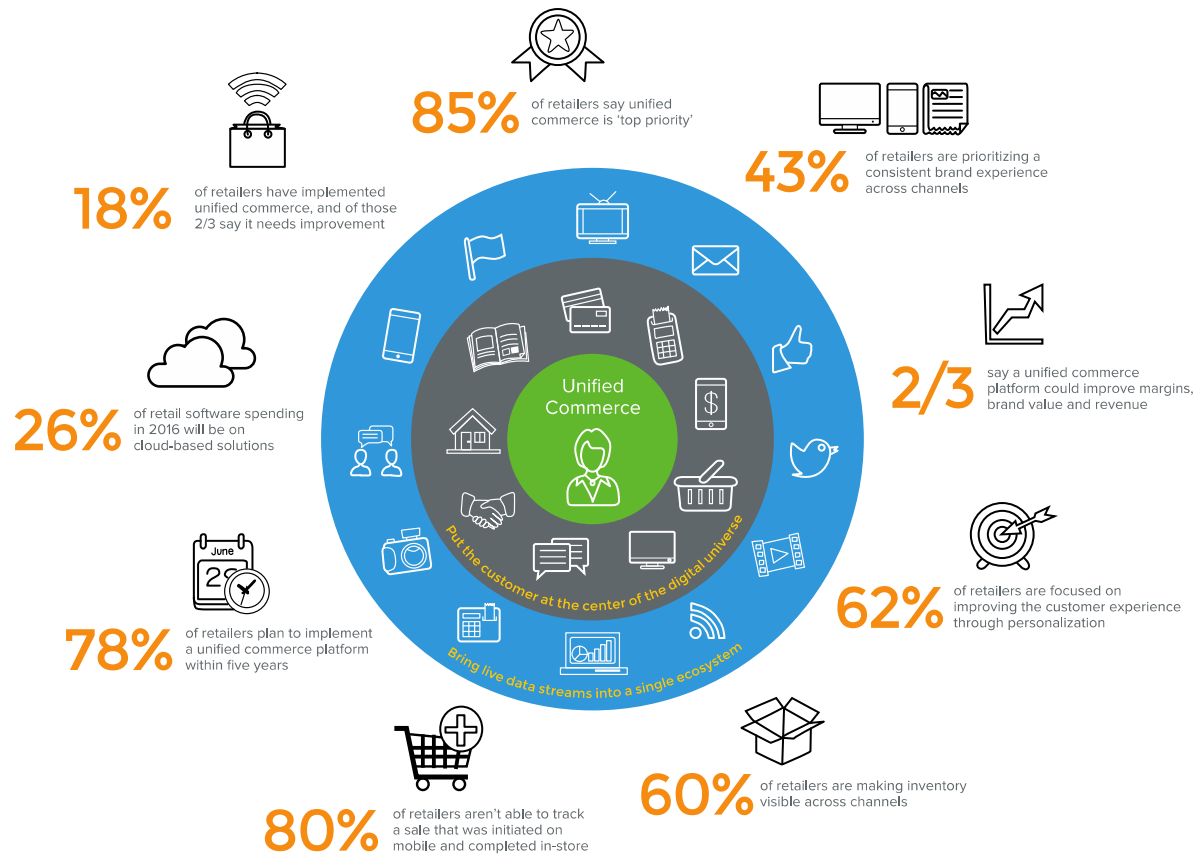 85%
of retailers say unified
commerce is ‘top priority’
43%
of retailers are prioritizing a
consistent brand experience
across channels
18%
of retailers have implemented
unified commerce, and of those
2/3 say it needs improvement
2/3
say a unified commerce
platform could improve margins,
brand value and revenue
26%
of retail software spending
in 2016 will be on
cloud-based solutions
Unified
Commerce
$
Put the customer at the center of the digital universe
Bring live data streams into a single ecosystem
62%
of retailers are focused on
improving the customer experience
through personalization
June
78%
of retailers plan to implement
a unified commerce platform
within five years
60%
of retailers are making inventory
visible across channels
80%
of retailers aren’t able to track
a sale that was initiated on
mobile and completed in-store